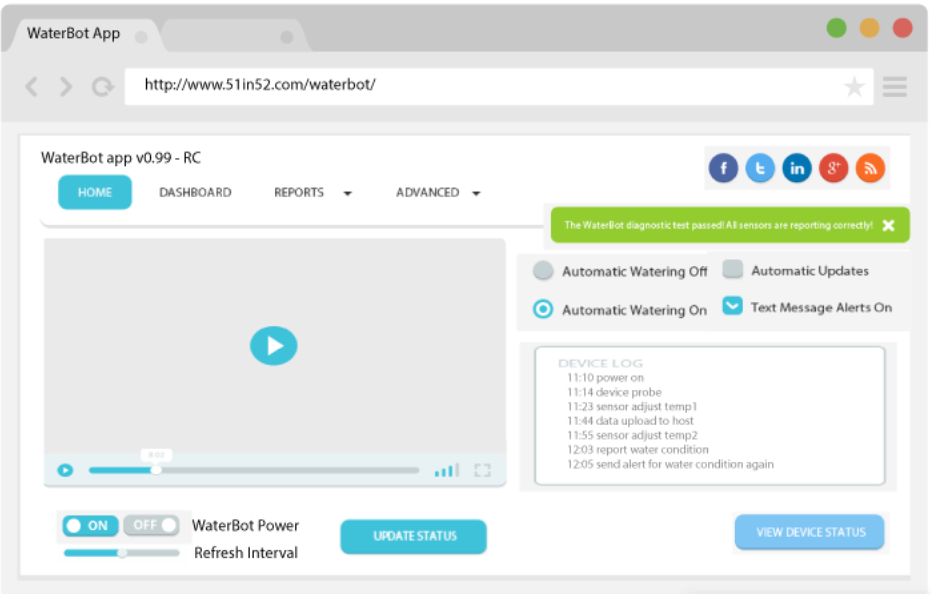 WaterBot App
http://www.51in52.com/waterbot/
WaterBot app v0.99 - RC
HOME DASHBOARD REPORTS ADVANCED
f t in g+
The WaterBot diagnostic test passed! All sensors are reporting correctly!
Automatic Watering Off Automatic Updates
Automatic Watering On Text Message Alerts On
DEVICE LOG
11:10 power on
11:14 device probe
11:23 sensor adjust temp1
11:44 data upload to host
11:55 sensor adjust temp2
12:03 report water condition
12:05 send alert for water condition again
ON OFF WaterBot Power
Refresh Interval
UPDATE STATUS
VIEW DEVICE STATUS